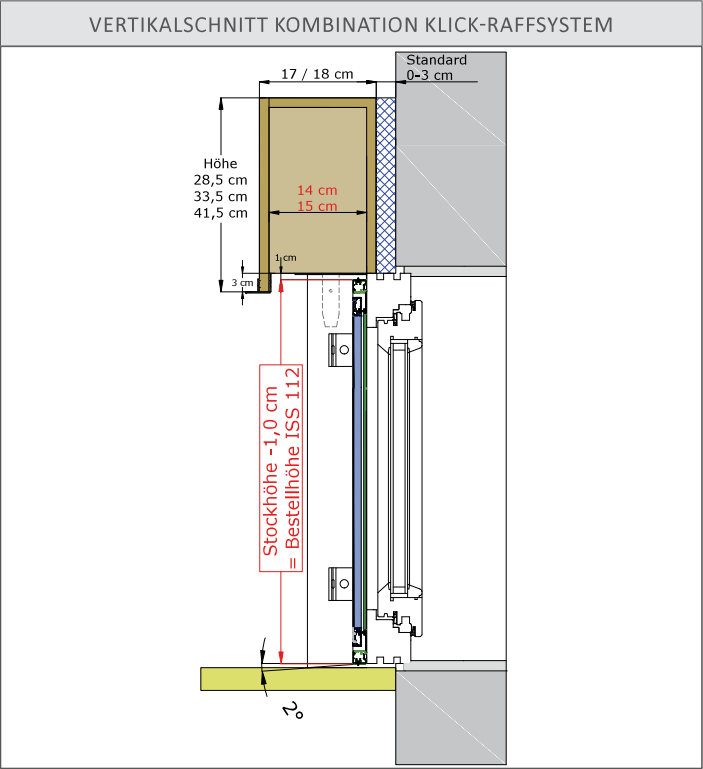 VERTIKALSCHNITT KOMBINATION KLICK-RAFFSYSTEM
Standard
0-3 cm
17 / 18 cm
Höhe
28,5 cm
33,5 cm
41,5 cm
14 cm
15 cm
1 cm
3 cm
Stockhöhe -1,0 cm
= Bestellhöhe ISS 112
2°